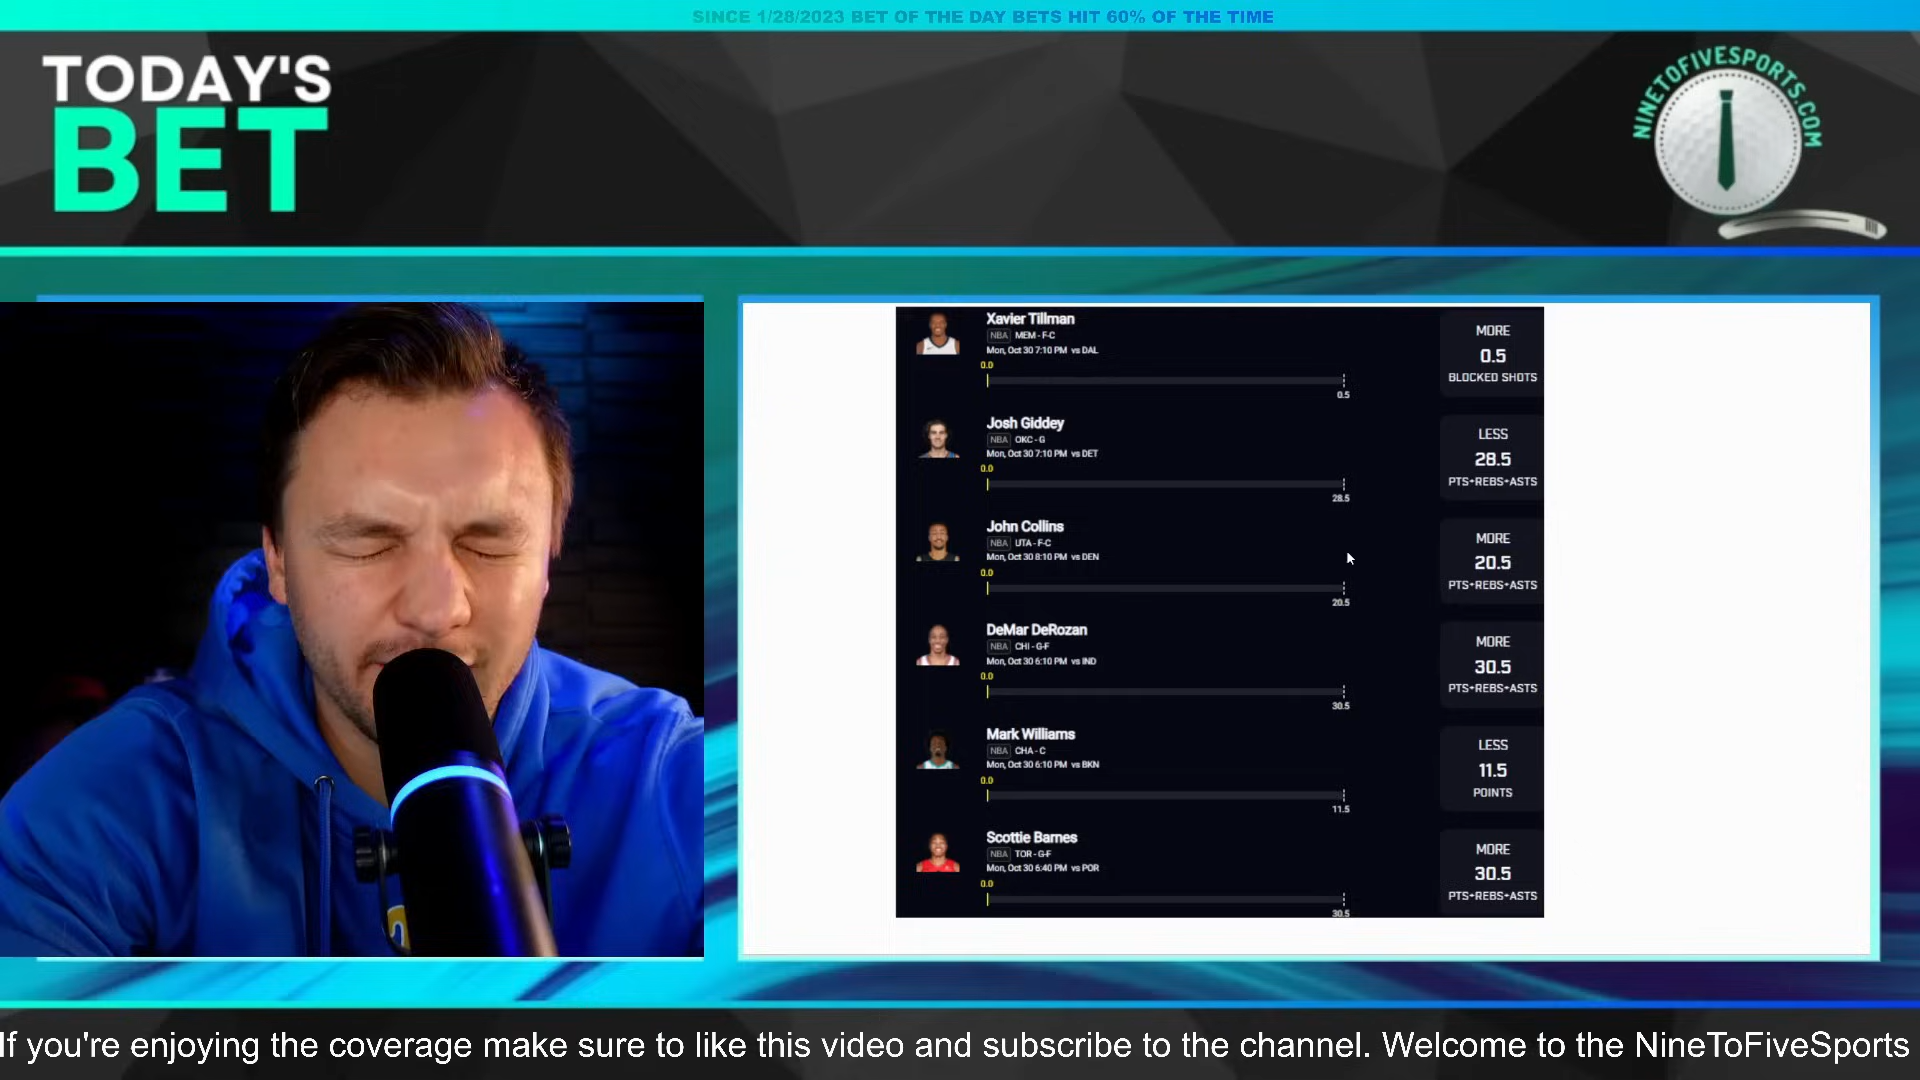 SINCE 1/28/2023 BET OF THE DAY BETS HIT 60% OF THE TIME
TODAY'S
BET
NINETOFIVESPORTS.COM
Xavier Tillman
NBA MEM - F-C
Mon, Oct 30 7:10 PM vs DAL
0.0
0.5
MORE
0.5
BLOCKED SHOTS
Josh Giddey
NBA OKC - G
Mon, Oct 30 7:10 PM vs DET
0.0
28.5
LESS
28.5
PTS+REBS+ASTS
John Collins
NBA UTA - F-C
Mon, Oct 30 8:10 PM vs DEN
0.0
20.5
MORE
20.5
PTS+REBS+ASTS
DeMar DeRozan
NBA CHI - G-F
Mon, Oct 30 6:10 PM vs IND
0.0
30.5
MORE
30.5
PTS+REBS+ASTS
Mark Williams
NBA CHA - C
Mon, Oct 30 6:10 PM vs BKN
0.0
11.5
LESS
11.5
POINTS
Scottie Barnes
NBA TOR - G-F
Mon, Oct 30 6:40 PM vs POR
0.0
30.5
MORE
30.5
PTS+REBS+ASTS
If you're enjoying the coverage make sure to like this video and subscribe to the channel. Welcome to the NineToFiveSports